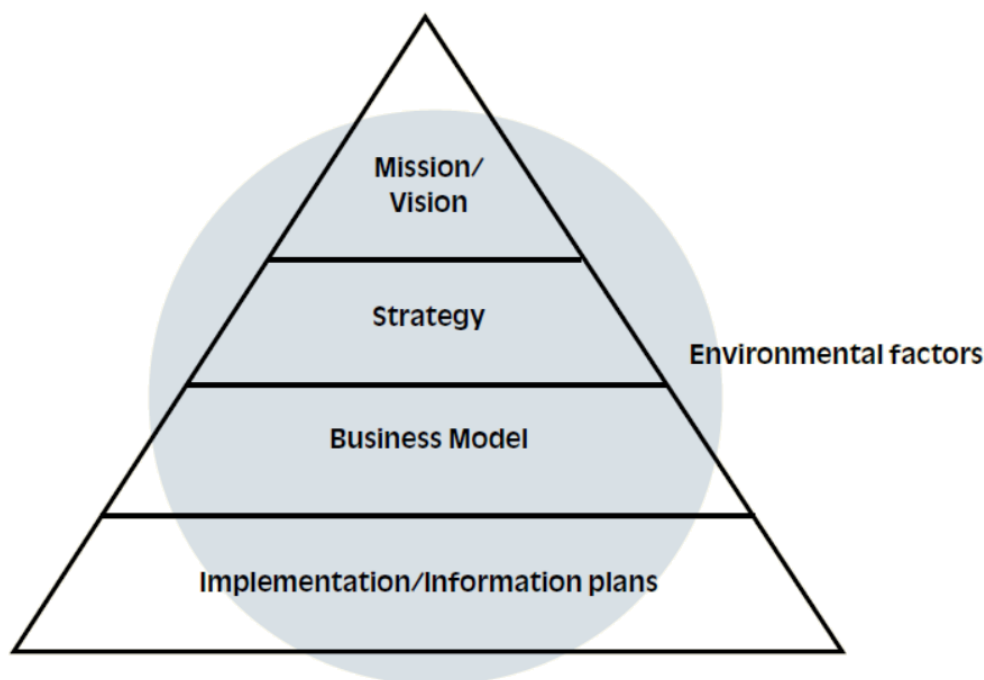 Mission/
Vision
Strategy
Environmental factors
Business Model
Implementation/Information plans